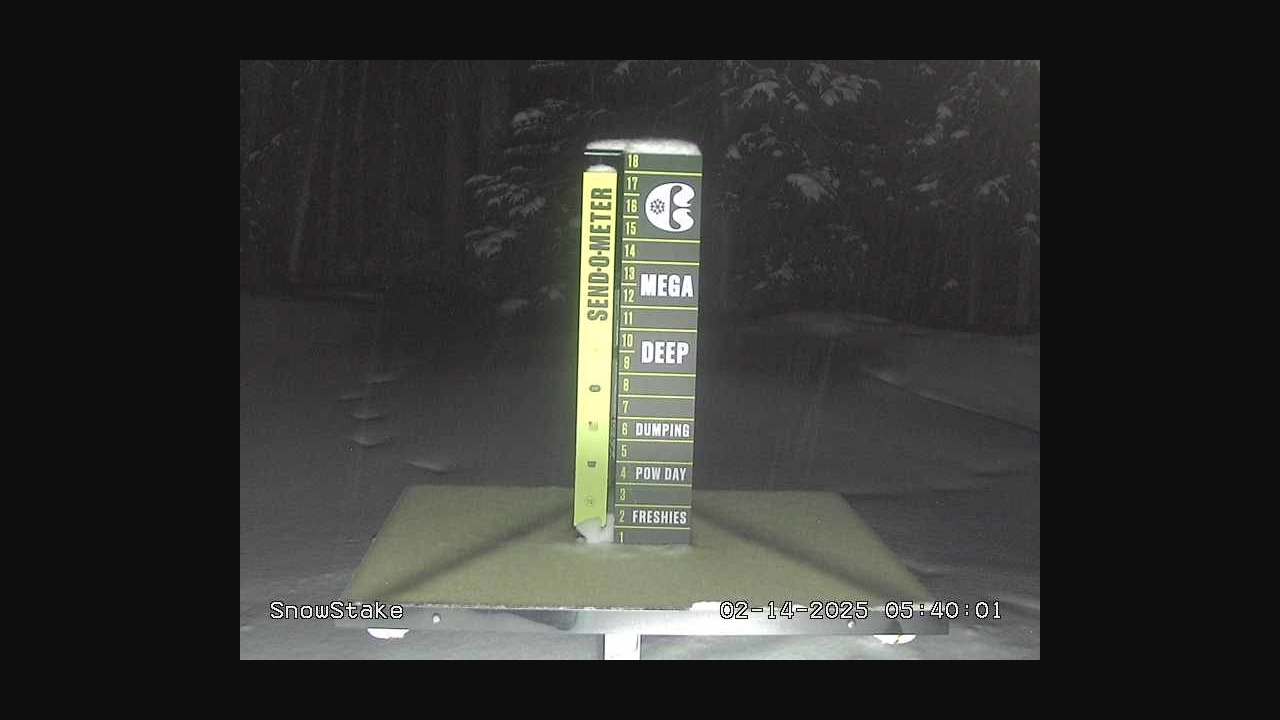 18
17
16
15
14
13
MEGA
12
11
10
DEEP
9
8
7
6 DUMPING
5
4 POW DAY
3
2 FRESHIES
1
SEND·O·METER
SnowStake
02-14-2025 05:40:01